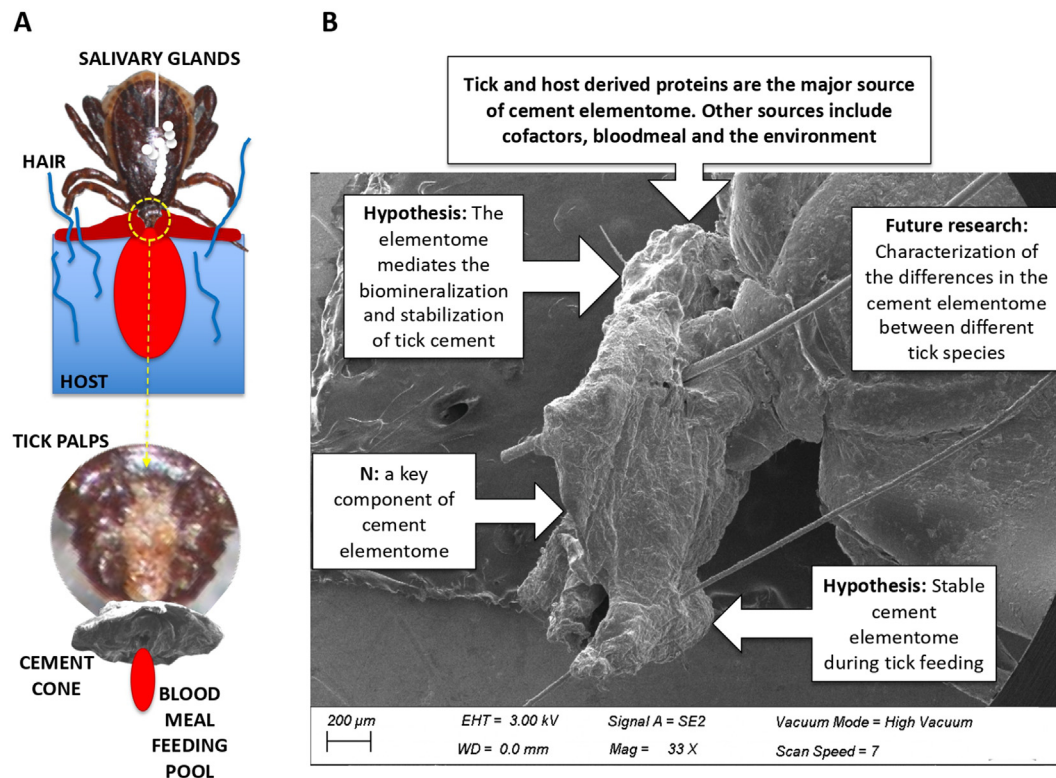 A
SALIVARY GLANDS
HAIR
HOST
TICK PALPS
CEMENT
CONE
BLOOD
MEAL
FEEDING
POOL
B
Tick and host derived proteins are the major source
of cement elementome. Other sources include
cofactors, bloodmeal and the environment
Hypothesis: The
elementome
mediates the
biomineralization
and stabilization
of tick cement
Future research:
Characterization
of the differences in the
cement elementome
between different
tick species
N: a key
component of
cement
elementome
Hypothesis: Stable
cement
elementome
during tick feeding
200 µm
EHT = 3.00 kV
Signal A = SE2
Vacuum Mode = High Vacuum
WD = 0.0 mm
Mag = 33 X
Scan Speed = 7